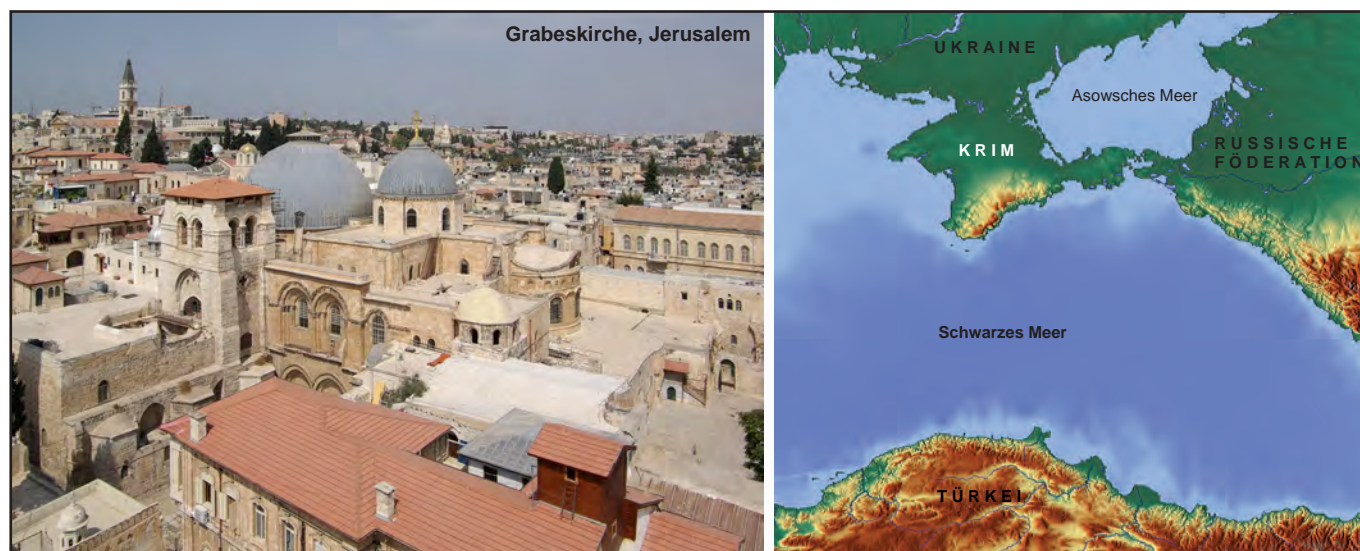 Grabeskirche, Jerusalem
UKRAINE
Asowsches Meer
KRIM
RUSSISCHE
FÖDERATION
Schwarzes Meer
TÜRKEI